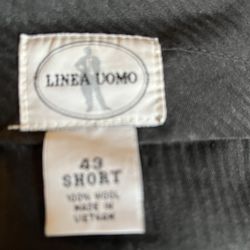 LINEA UOMO
43
SHORT
100% WOOL
MADE IN
VIETNAM